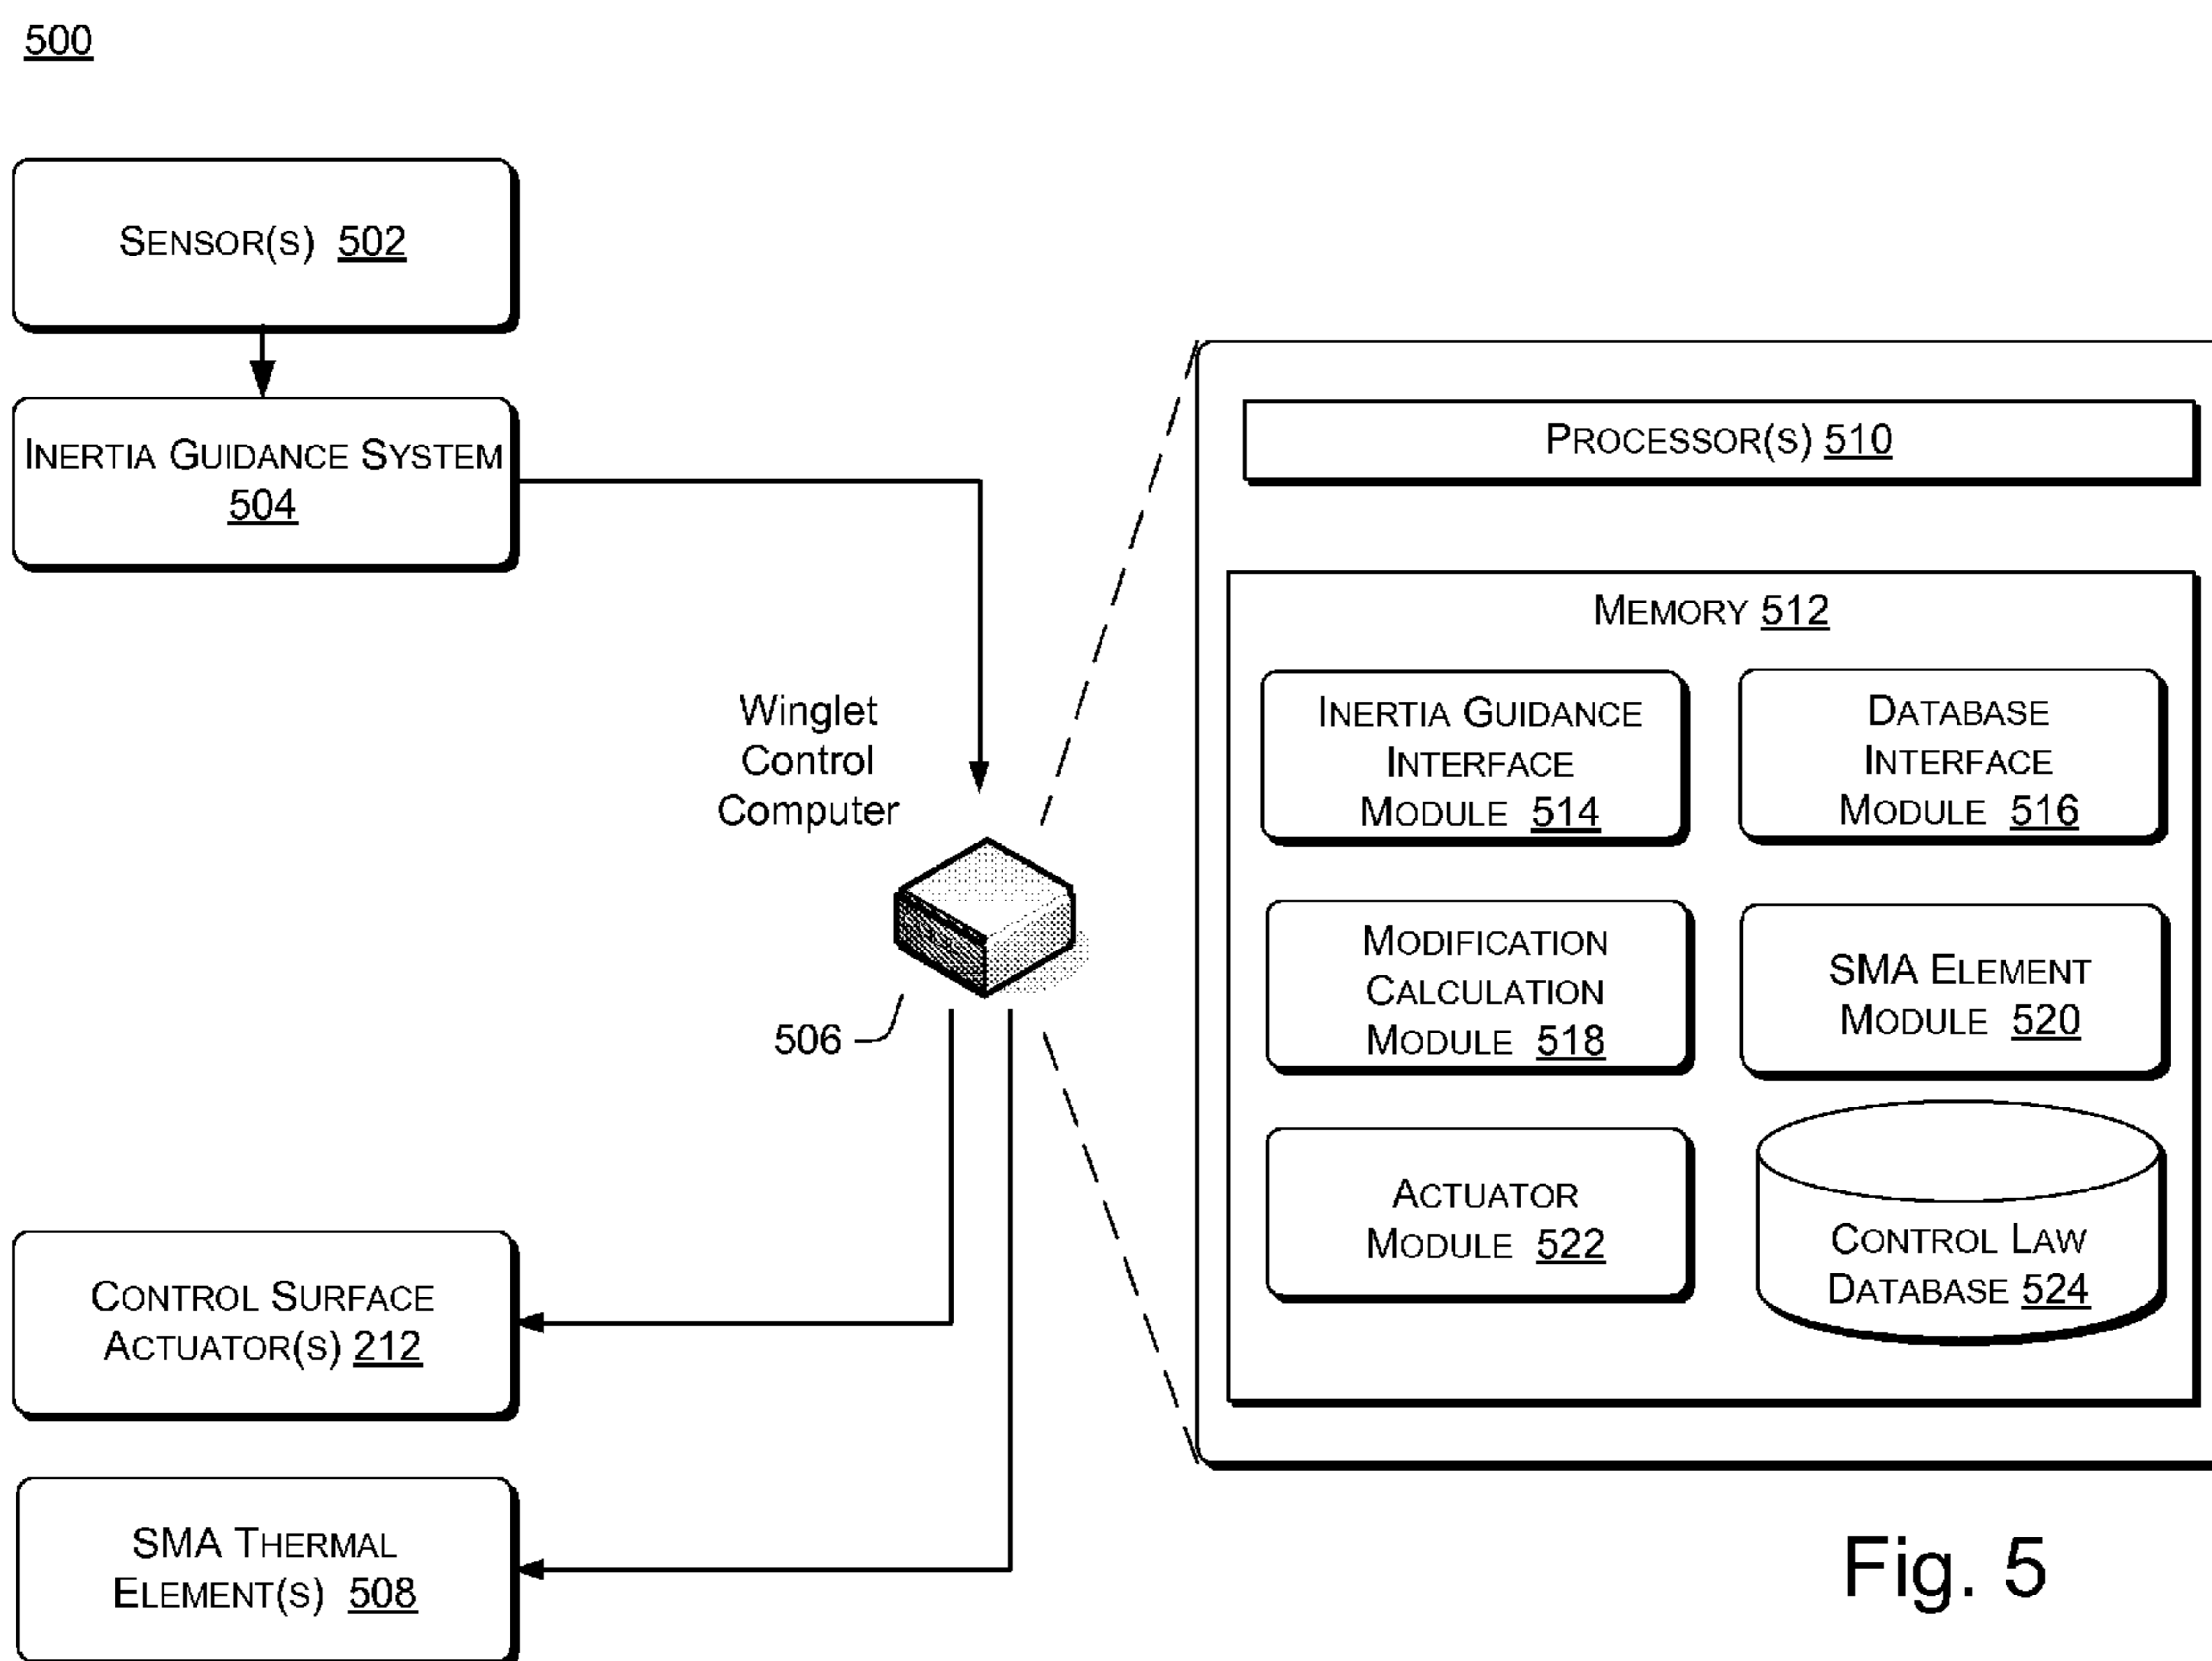 500
SENSOR(S) 502
INERTIA GUIDANCE SYSTEM
504
Winglet
Control
Computer
506
CONTROL SURFACE
ACTUATOR(S) 212
SMA THERMAL
ELEMENT(S) 508
PROCESSOR(S) 510
MEMORY 512
INERTIA GUIDANCE
INTERFACE
MODULE 514
DATABASE
INTERFACE
MODULE 516
MODIFICATION
CALCULATION
MODULE 518
SMA ELEMENT
MODULE 520
ACTUATOR
MODULE 522
CONTROL LAW
DATABASE 524
Fig. 5